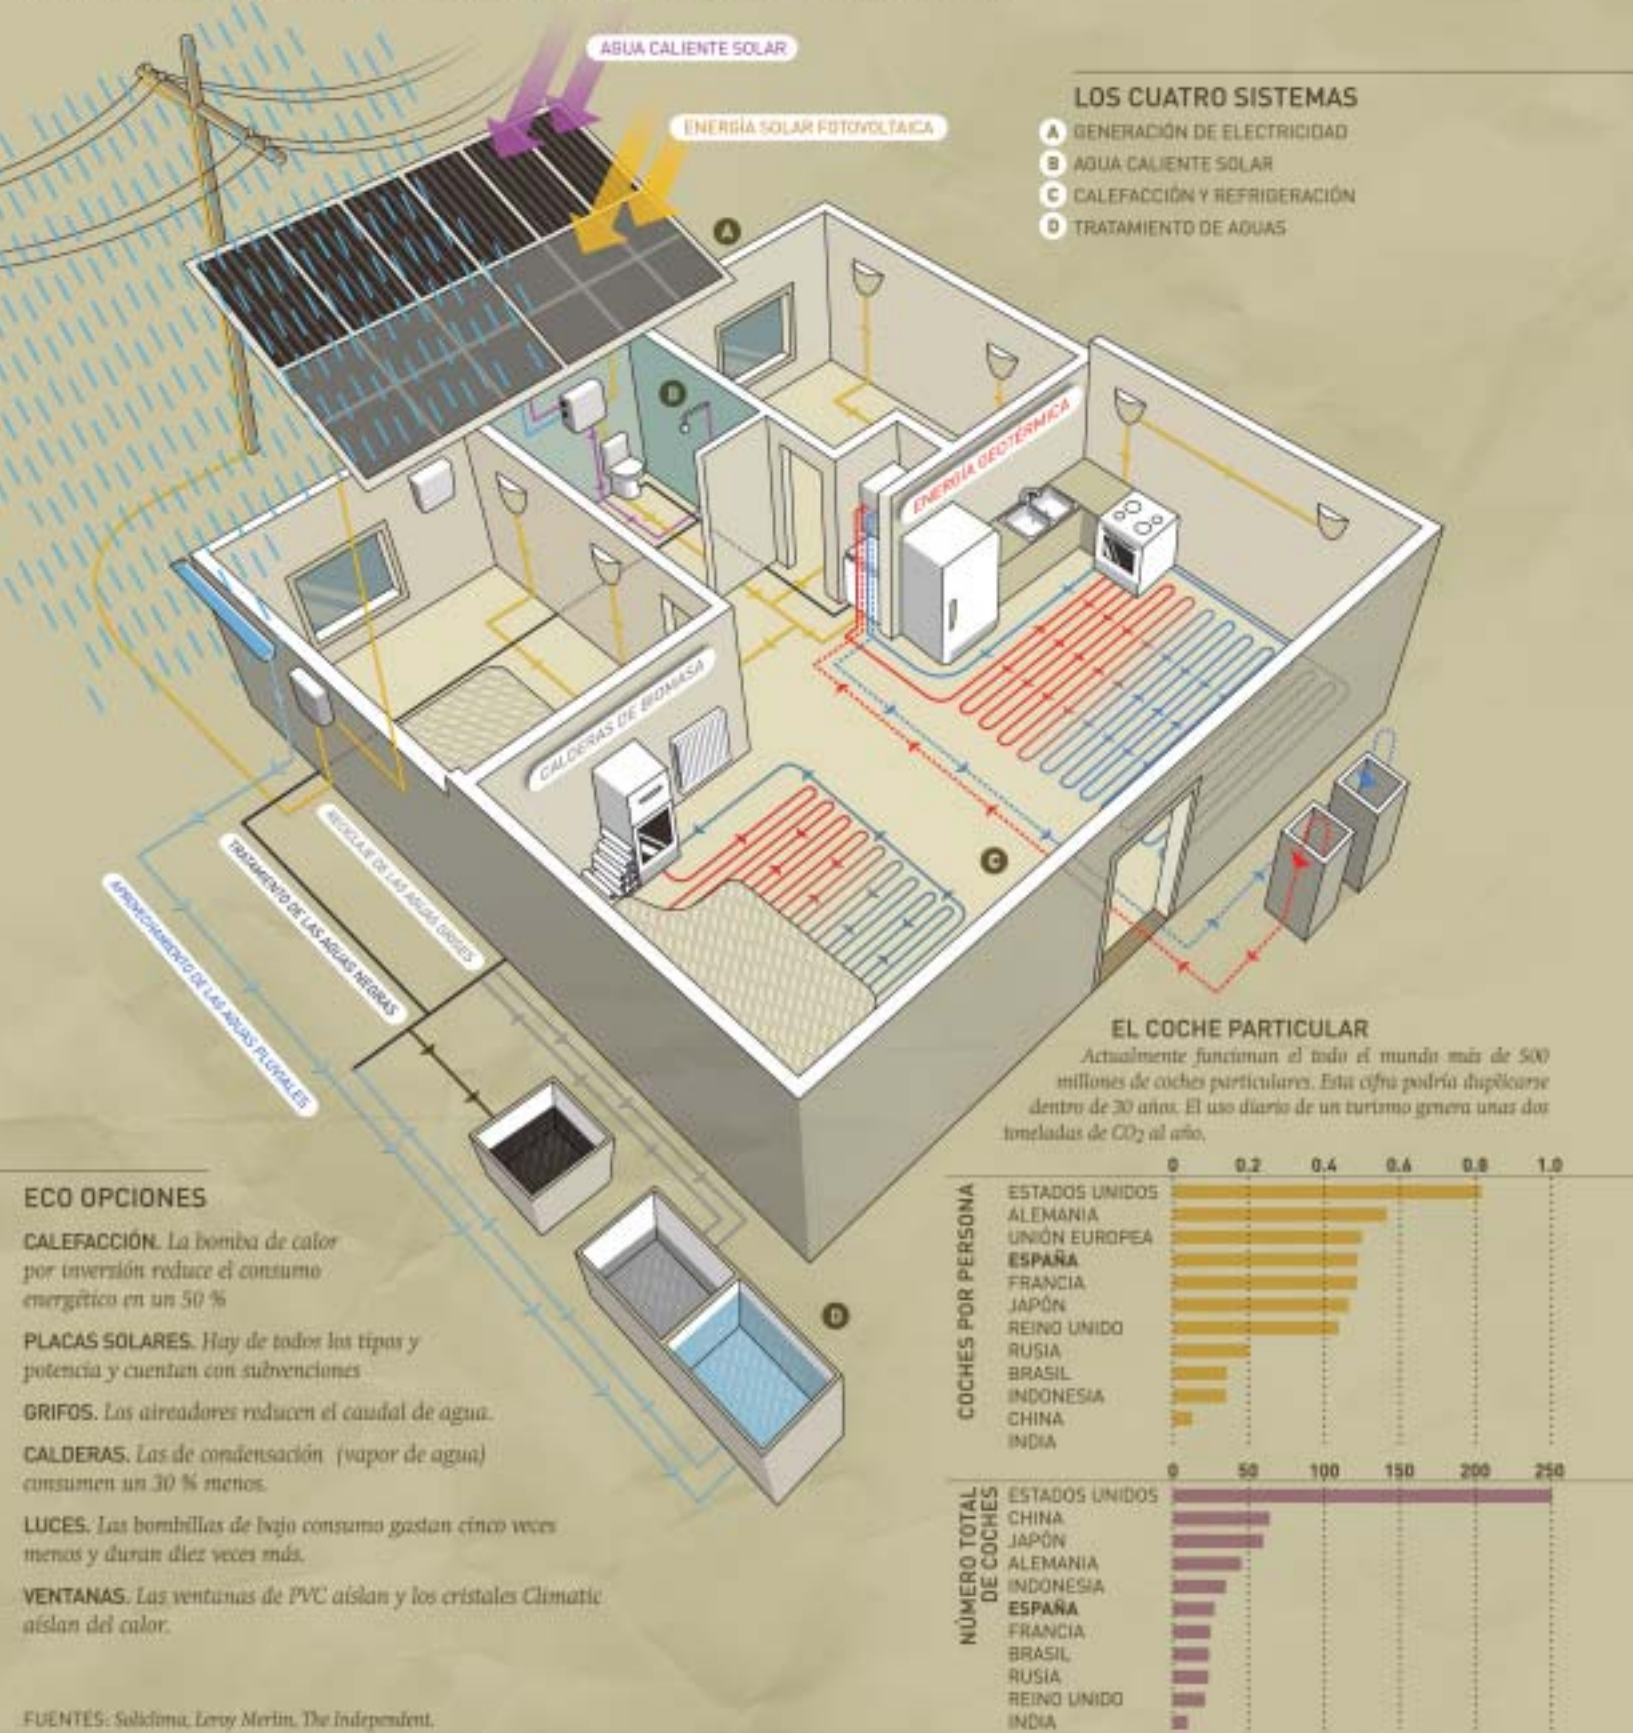 AGUA CALIENTE SOLAR
ENERGÍA SOLAR FOTOVOLTAICA
LOS CUATRO SISTEMAS
A GENERACIÓN DE ELECTRICIDAD
B AGUA CALIENTE SOLAR
C CALEFACCIÓN Y REFRIGERACIÓN
D TRATAMIENTO DE AGUAS
A
B
ENERGÍA GEOTÉRMICA
CALDERAS DE BIOMASA
C
RECICLAJE DE LAS AGUAS GRISES
TRATAMIENTO DE LAS AGUAS NEGRAS
APROVECHAMIENTO DE LAS AGUAS PLUVIALES
D
EL COCHE PARTICULAR
Actualmente funcionan el todo el mundo más de 500
millones de coches particulares. Esta cifra podría duplicarse
dentro de 30 años. El uso diario de un turismo genera unas dos
toneladas de CO2 al año.
COCHES POR PERSONA
0 0.2 0.4 0.6 0.8 1.0
ESTADOS UNIDOS
ALEMANIA
UNIÓN EUROPEA
ESPAÑA
FRANCIA
JAPÓN
REINO UNIDO
RUSIA
BRASIL
INDONESIA
CHINA
INDIA
NÚMERO TOTAL
DE COCHES
0 50 100 150 200 250
ESTADOS UNIDOS
CHINA
JAPÓN
ALEMANIA
INDONESIA
ESPAÑA
FRANCIA
BRASIL
RUSIA
REINO UNIDO
INDIA
ECO OPCIONES
CALEFACCIÓN. La bomba de calor
por inversión reduce el consumo
energético en un 50 %
PLACAS SOLARES. Hay de todos los tipos y
potencia y cuentan con subvenciones
GRIFOS. Los aireadores reducen el caudal de agua.
CALDERAS. Las de condensación (vapor de agua)
consumen un 30 % menos.
LUCES. Las bombillas de bajo consumo gastan cinco veces
menos y duran diez veces más.
VENTANAS. Las ventanas de PVC aíslan y los cristales Climatic
aíslan del calor.
FUENTES: Soliclima, Leroy Merlin, The Independent.